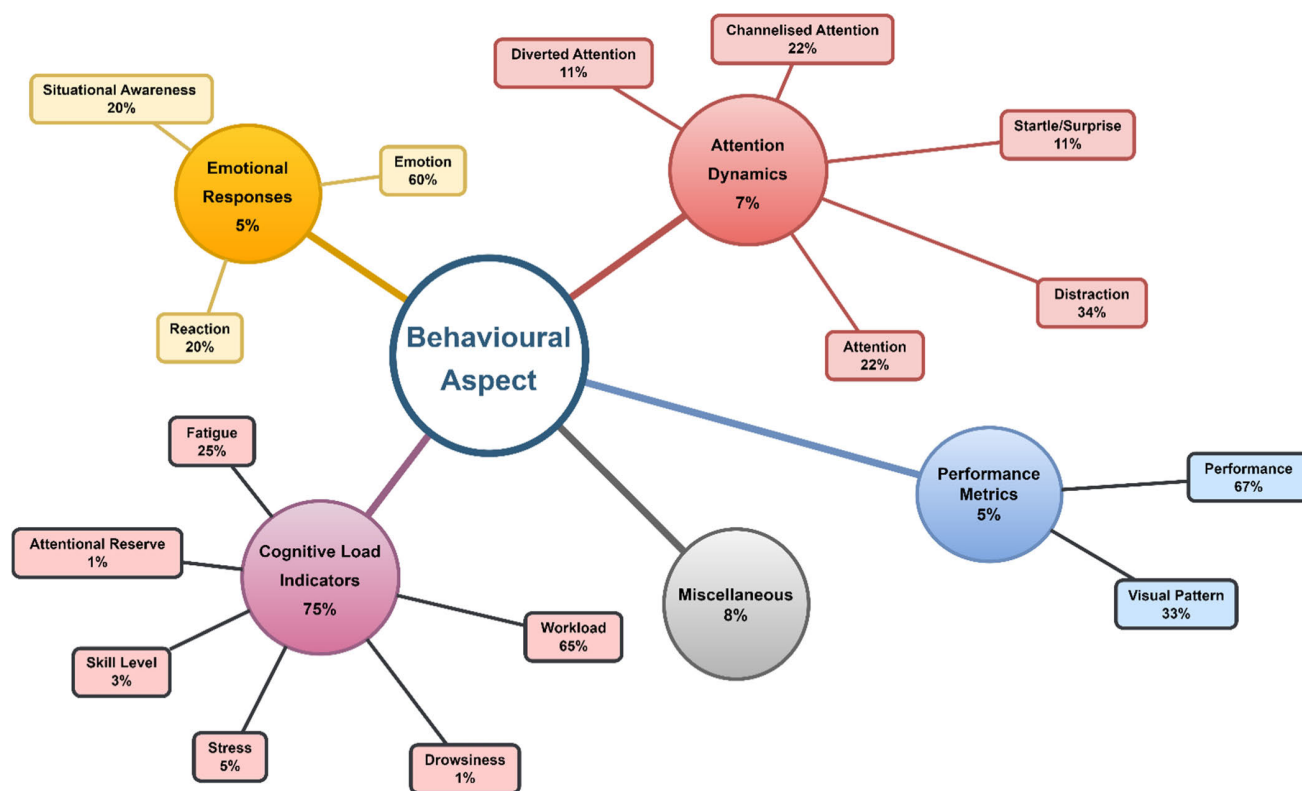 Channelised Attention
22%
Diverted Attention
11%
Situational Awareness
20%
Startle/Surprise
11%
Emotional
Responses
5%
Emotion
60%
Attention
Dynamics
7%
Distraction
34%
Reaction
20%
Attention
22%
Behavioural
Aspect
Fatigue
25%
Performance
Metrics
5%
Performance
67%
Attentional Reserve
1%
Cognitive Load
Indicators
75%
Miscellaneous
8%
Visual Pattern
33%
Workload
65%
Skill Level
3%
Stress
5%
Drowsiness
1%